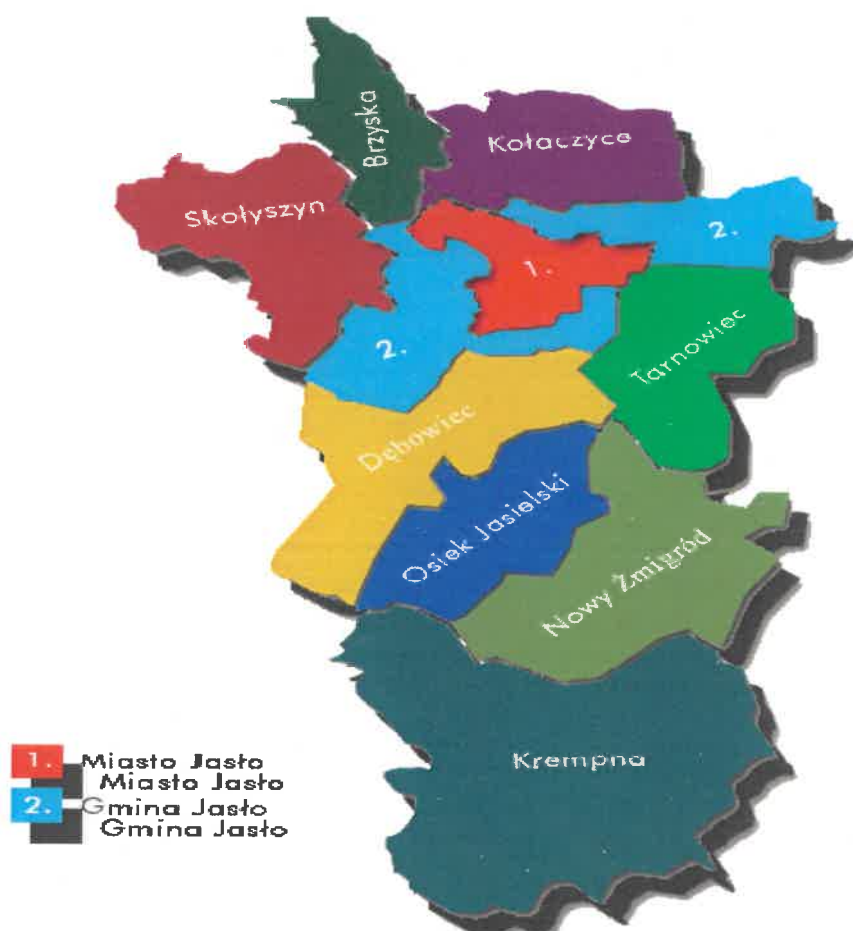 Brzyska
Kołaczyce
Skołyszyn
2.
1.
2.
Tarnowiec
Dębowiec
Osiek Jasielski
Nowy Żmigród
Krempna
1. Miasto Jasło
Miasto Jasło
2. Gmina Jasło
Gmina Jasło